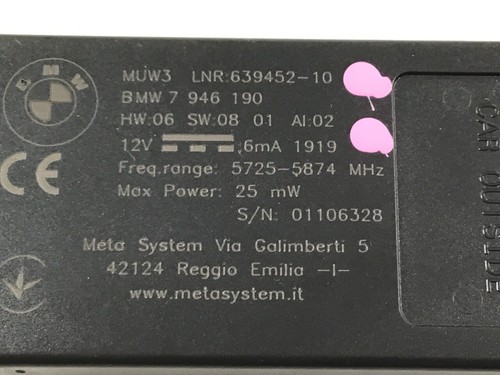 BMW
MUW3 LNR:639452-10
BMW 7 946 190
HW:06 SW:08 01 AI:02
12V ,6mA 1919
Freq.range: 5725-5874 MHz
Max Power: 25 mW
S/N: 01106328
Meta System Via Galimberti 5
42124 Reggio Emilia -I-
www.metasystem.it
CE
CAR OUTSIDE